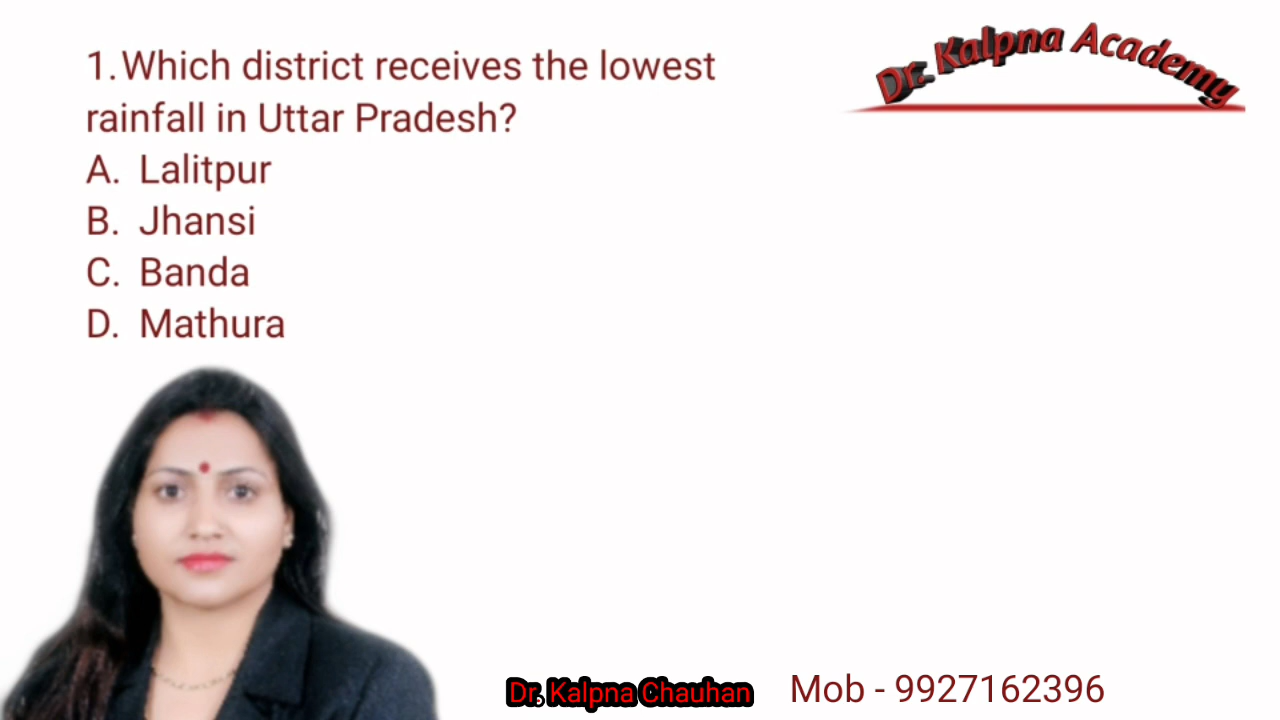 Dr. Kalpna Academy
1.Which district receives the lowest
rainfall in Uttar Pradesh?
A. Lalitpur
B. Jhansi
C. Banda
D. Mathura
Dr. Kalpna Chauhan
Mob - 9927162396